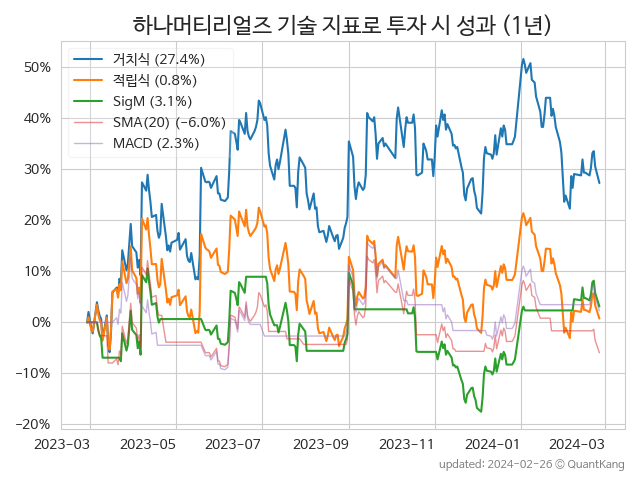 하나머티리얼즈 기술 지표로 투자 시 성과 (1년)
거치식 (27.4%)
적립식 (0.8%)
SigM (3.1%)
SMA(20) (−6.0%)
MACD (2.3%)
50%
40%
30%
20%
10%
0%
−10%
−20%
2023−03 2023−05 2023−07 2023−09 2023−11 2024−01 2024−03
updated: 2024−02−26 © QuantKang